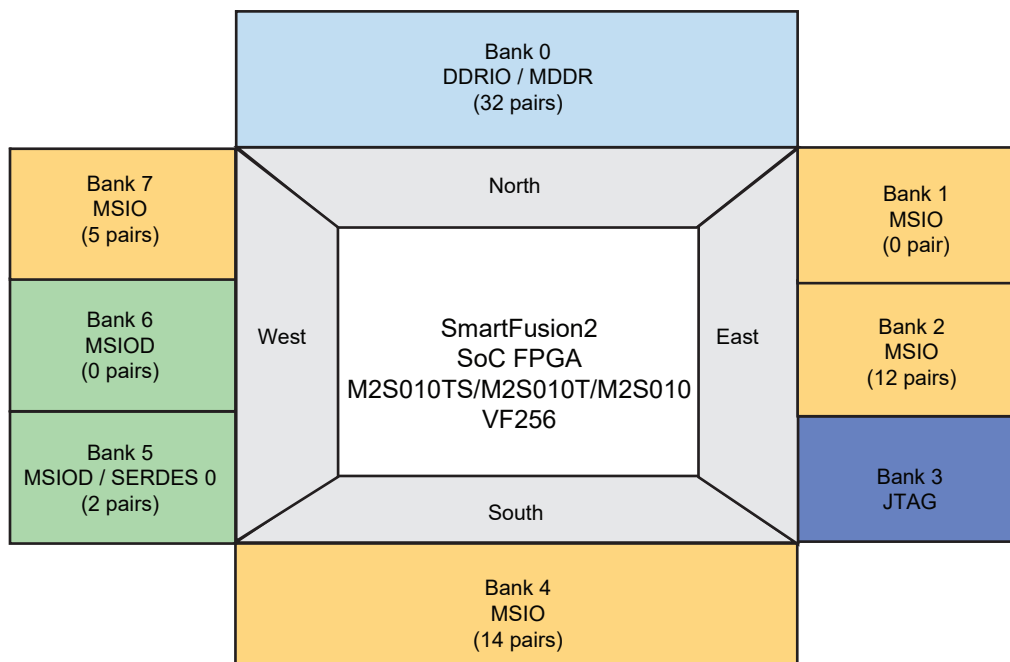 Bank 0
DDRIO / MDDR
(32 pairs)
Bank 7
MSIO
(5 pairs)
North
Bank 1
MSIO
(0 pair)
Bank 6
MSIOD
(0 pairs)
West
SmartFusion2
SoC FPGA
M2S010TS/M2S010T/M2S010
VF256
East
Bank 2
MSIO
(12 pairs)
Bank 5
MSIOD / SERDES 0
(2 pairs)
South
Bank 3
JTAG
Bank 4
MSIO
(14 pairs)